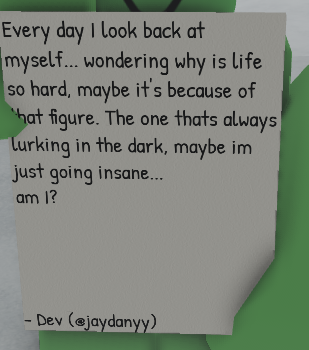 Every day I look back at
myself... wondering why is life
so hard, maybe it's because of
that figure. The one thats always
lurking in the dark, maybe im
just going insane...
am I?
- Dev (@jaydanyy)